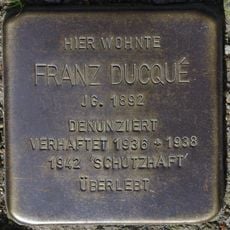 HIER WOHNTE
FRANZ DUCQUÉ
JG. 1892
DENUNZIERT
VERHAFTET 1936 + 1938
1942 'SCHUTZHAFT'
ÜBERLEBT